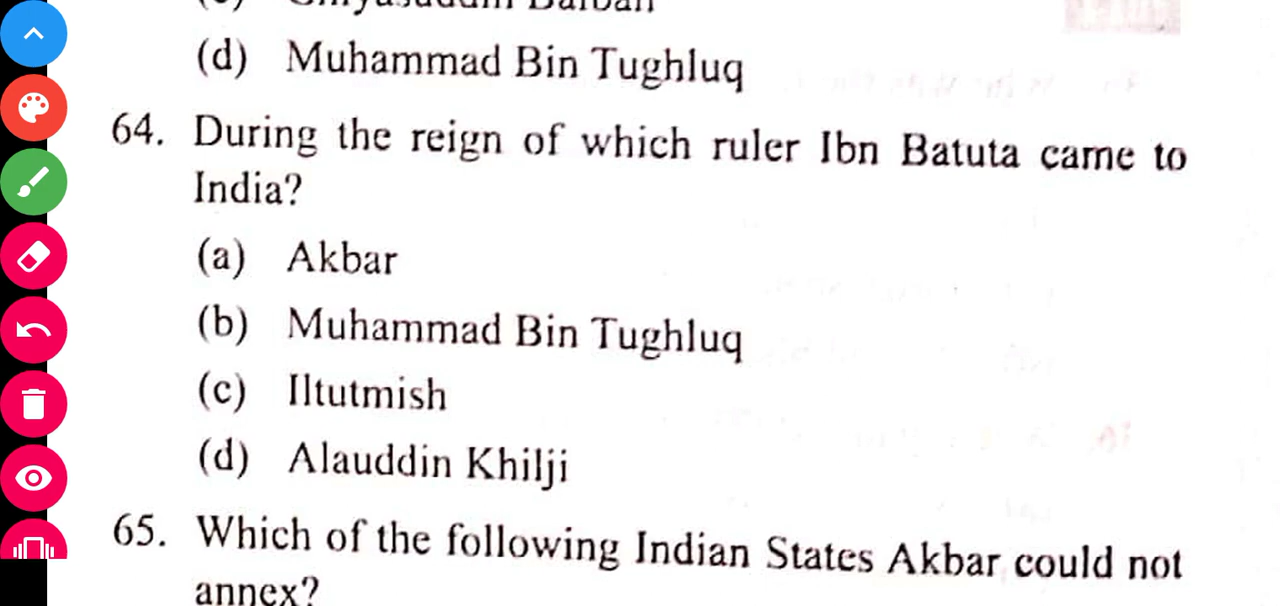 (d) Muhammad Bin Tughluq
64. During the reign of which ruler Ibn Batuta came to
India?
(a) Akbar
(b) Muhammad Bin Tughluq
(c) Iltutmish
(d) Alauddin Khilji
65. Which of the following Indian States Akbar could not
annex?